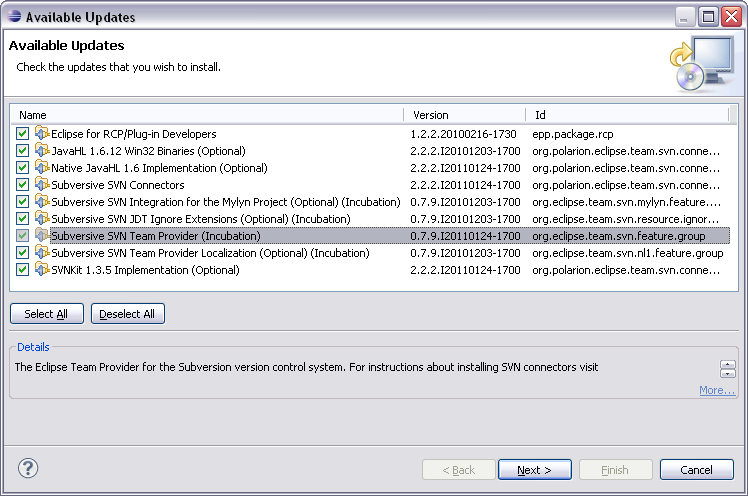 Available Updates
Available Updates
Check the updates that you wish to install.
Name Version Id
Eclipse for RCP/Plug-in Developers 1.2.2.20100216-1730 epp.package.rcp
JavaHL 1.6.12 Win32 Binaries (Optional) 2.2.2.I20101203-1700 org.polarion.eclipse.team.svn.conne...
Native JavaHL 1.6 Implementation (Optional) 2.2.2.I20110124-1700 org.polarion.eclipse.team.svn.conne...
Subversive SVN Connectors 2.2.2.I20110124-1700 org.polarion.eclipse.team.svn.conne...
Subversive SVN Integration for the Mylyn Project (Optional) (Incubation) 0.7.9.I20101203-1700 org.eclipse.team.svn.mylyn.feature....
Subversive SVN JDT Ignore Extensions (Optional) (Incubation) 0.7.9.I20101203-1700 org.eclipse.team.svn.resource.ignor...
Subversive SVN Team Provider (Incubation) 0.7.9.I20110124-1700 org.eclipse.team.svn.feature.group
Subversive SVN Team Provider Localization (Optional) (Incubation) 0.7.9.I20101203-1700 org.eclipse.team.svn.nl1.feature.group
SVNKit 1.3.5 Implementation (Optional) 2.2.2.I20110124-1700 org.polarion.eclipse.team.svn.conne...
Select All Deselect All
Details
The Eclipse Team Provider for the Subversion version control system. For instructions about installing SVN connectors visit
More...
? < Back Next > Finish Cancel